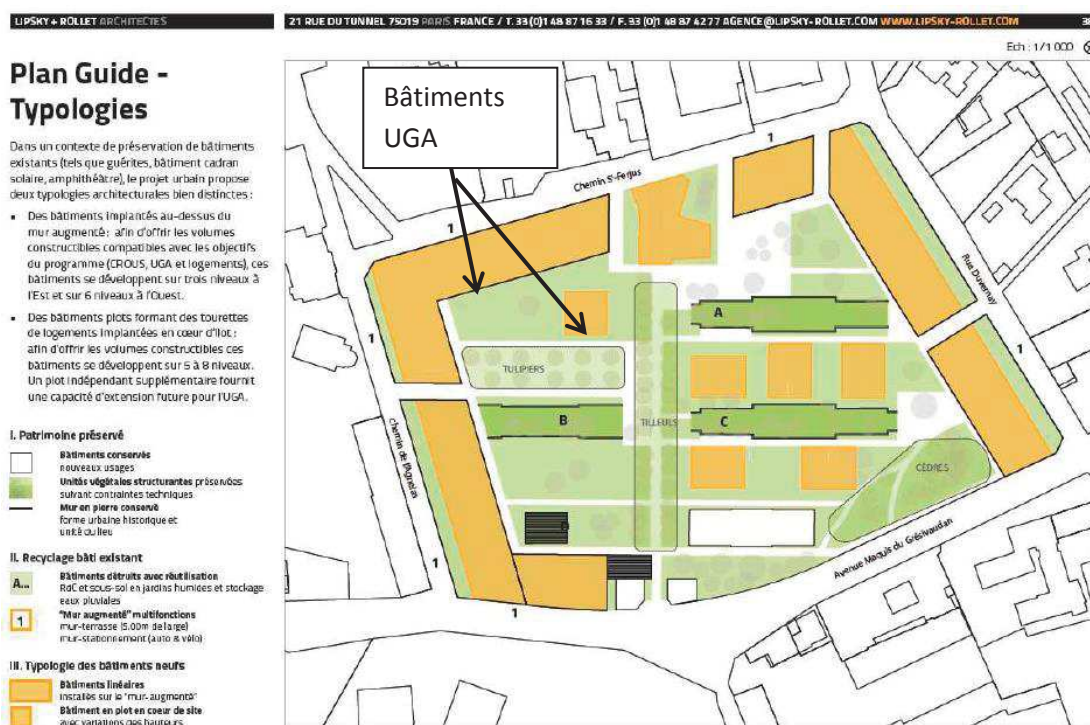 LIPSKY + ROLLET ARCHITECTES
21 RUE DU TUNNEL 75019 PARIS FRANCE / T. 33 (0)1 48 87 16 33 / F. 33 (0)1 48 87 42 77 AGENCE@LIPSKY-ROLLET.COM WWW.LIPSKY-ROLLET.COM
Ech : 1/1 000
Plan Guide -
Typologies
Dans un contexte de préservation de bâtiments
existants (tels que guérites, bâtiment cadran
solaire, amphithéâtre), le projet urbain propose
deux typologies architecturales bien distinctes :
▪ Des bâtiments implantés au-dessus du
mur augmenté : afin d'offrir les volumes
constructibles compatibles avec les objectifs
du programme (CROUS, UGA et logements), ces
bâtiments se développent sur trois niveaux à
l'Est et sur 6 niveaux à l'Ouest.
▪ Des bâtiments plots formant des tourettes
de logements implantées en cœur d'îlot :
afin d'offrir les volumes constructibles ces
bâtiments se développent sur 5 à 8 niveaux.
Un plot indépendant supplémentaire fournit
une capacité d'extension future pour l'UGA.
I. Patrimoine préservé
Bâtiments conservés
nouveaux usages
Unités végétales structurantes préservées
suivant contraintes techniques
Mur en pierre conservé
forme urbaine historique et
unité du lieu
II. Recyclage bâti existant
A...
Bâtiments détruits avec réutilisation
RdC et sous-sol en jardins humides et stockage
eaux pluviales
1
"Mur augmenté" multifonctions
mur-terrasse (5.00m de large)
mur-stationnement (auto & vélo)
III. Typologie des bâtiments neufs
Bâtiments linéaires
installés sur le "mur-augmenté"
Bâtiment en plot en coeur de site
avec variations des hauteurs
Bâtiments
UGA
Chemin St-Ferjus
1
1
Rue Duvernay
A
1
TULIPIERS
1
B
TILLEULS
C
Chemin de l'Agnelas
CÈDRES
D
Avenue Maquis du Grésivaudan
1
1